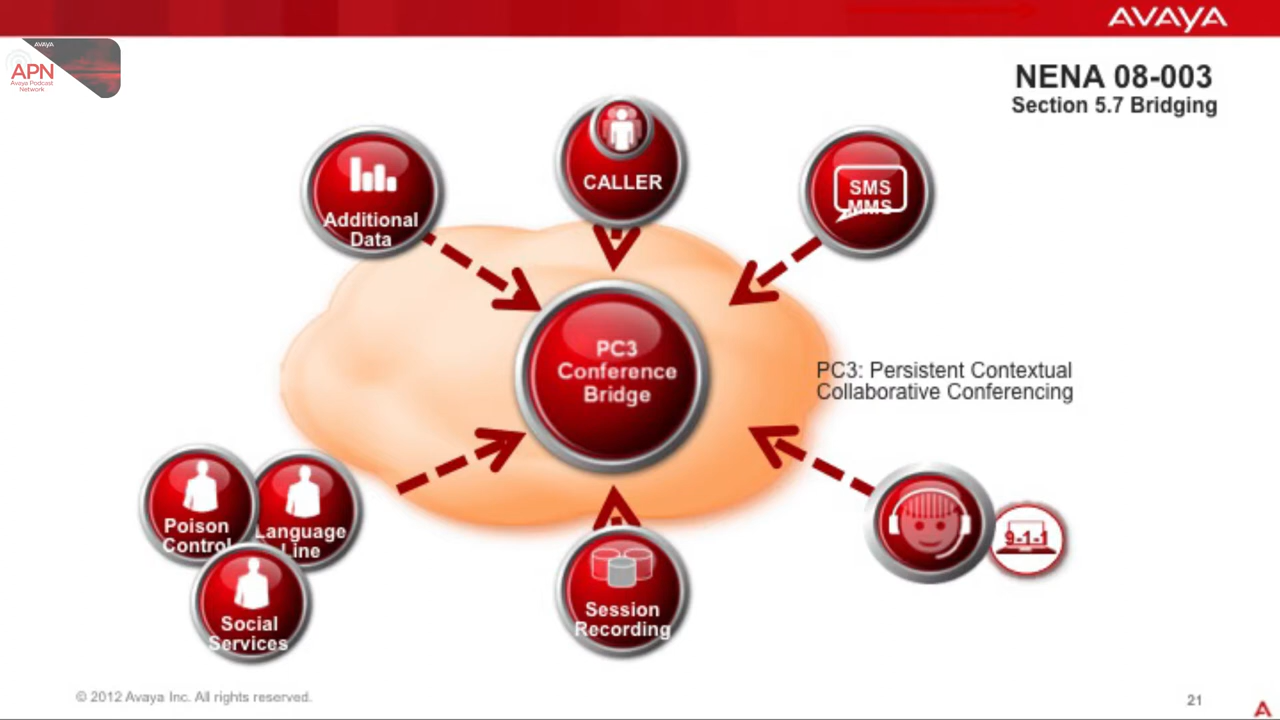 AVAYA
AVAYA
APN
Avaya Podcast
Network
NENA 08-003
Section 5.7 Bridging
Additional
Data
CALLER
SMS
MMS
PC3
Conference
Bridge
PC3: Persistent Contextual
Collaborative Conferencing
Poison
Control
Language
Line
Social
Services
Session
Recording
9-1-1
© 2012 Avaya Inc. All rights reserved.
21